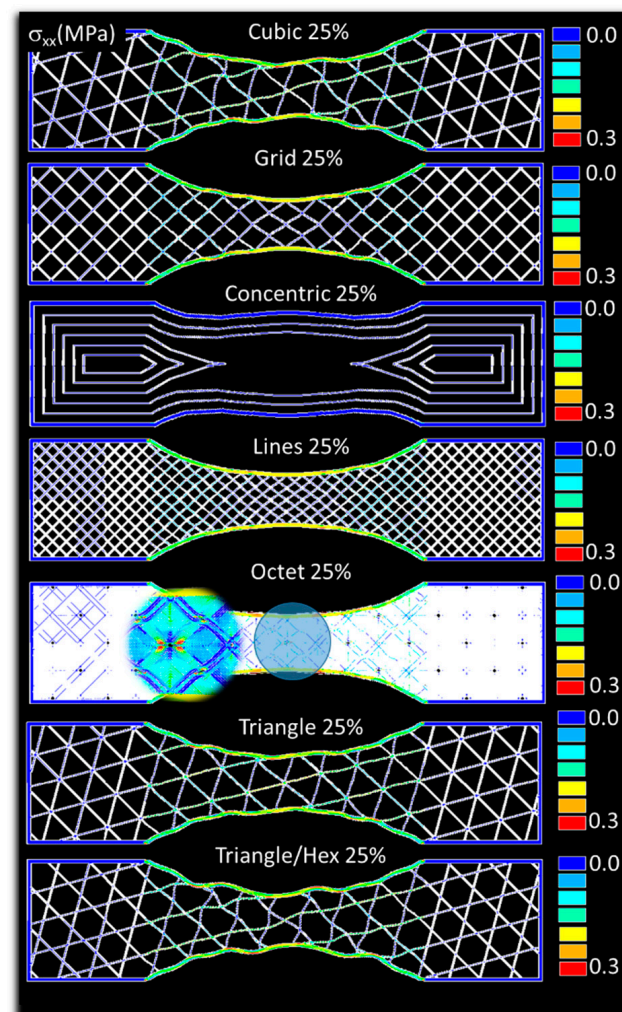 σxx(MPa)
Cubic 25%
0.0
0.3
Grid 25%
0.0
0.3
Concentric 25%
0.0
0.3
Lines 25%
0.0
0.3
Octet 25%
0.0
0.3
Triangle 25%
0.0
0.3
Triangle/Hex 25%
0.0
0.3